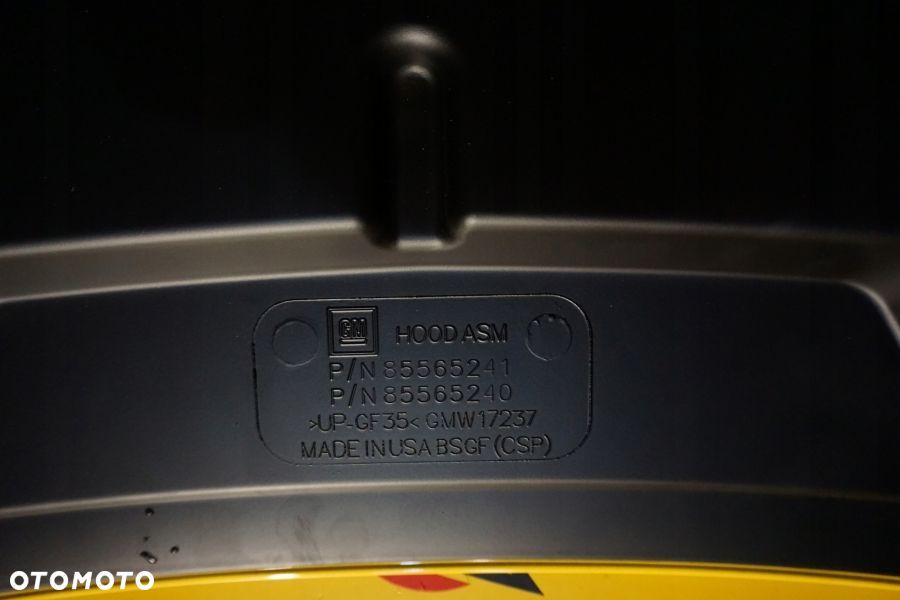 GM HOOD ASM
P/N 85565241
P/N 85565240
>UP-GF35< GMW17237
MADE IN USA BSGF (CSP)
OTOMOTO